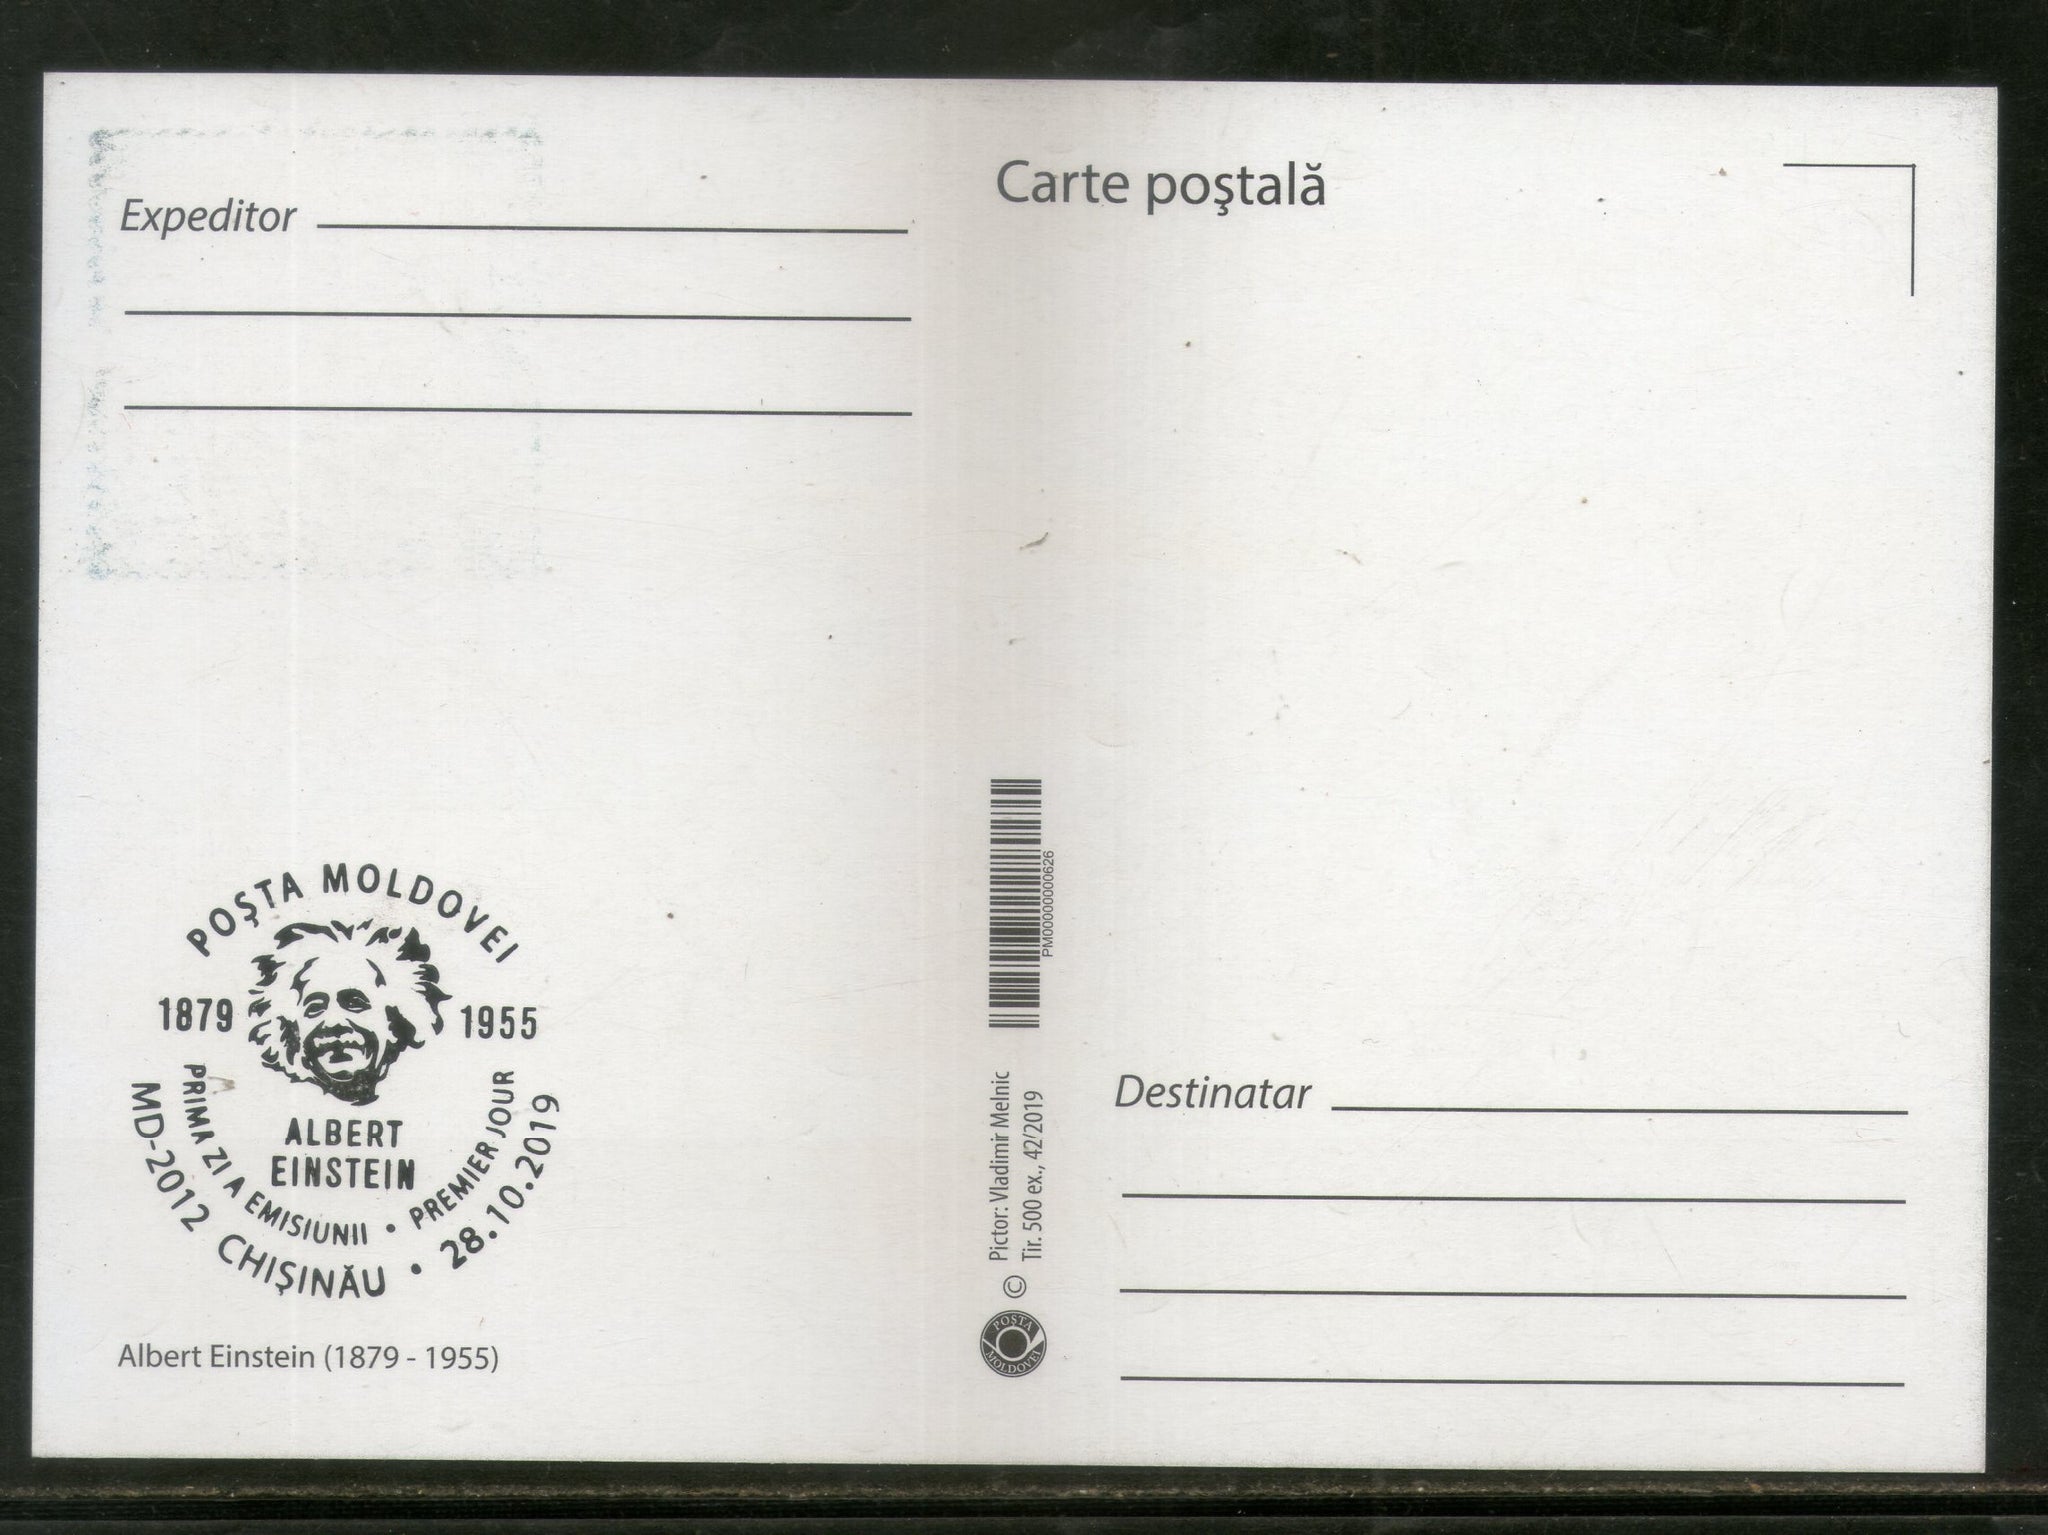 Expeditor
Carte poştală
POŞTA MOLDOVEI
1879
1955
ALBERT
EINSTEIN
PRIMA ZI A EMISIUNII • PREMIER JOUR
MD-2012 CHIŞINĂU • 28.10.2019
Albert Einstein (1879 - 1955)
PM0000000000626
© Pictor: Vladimir Melnic
Tir. 500 ex., 42/2019
POŞTA
MOLDOVEI
Destinatar